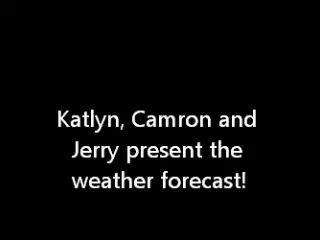 Katlyn, Camron and
Jerry present the
weather forecast!